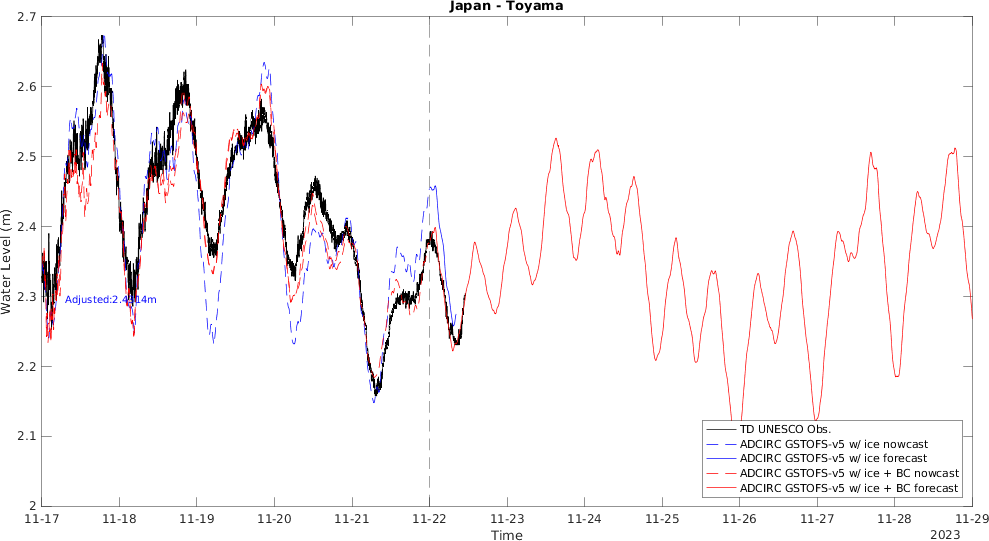 Japan - Toyama
2.7
2.6
2.5
2.4
2.3
2.2
2.1
2
Water Level (m)
TD UNESCO Obs.
ADCIRC GSTOFS-v5 w/ ice nowcast
ADCIRC GSTOFS-v5 w/ ice forecast
ADCIRC GSTOFS-v5 w/ ice + BC nowcast
ADCIRC GSTOFS-v5 w/ ice + BC forecast
11-17 11-18 11-19 11-20 11-21 11-22 11-23 11-24 11-25 11-26 11-27 11-28 11-29
Time
2023